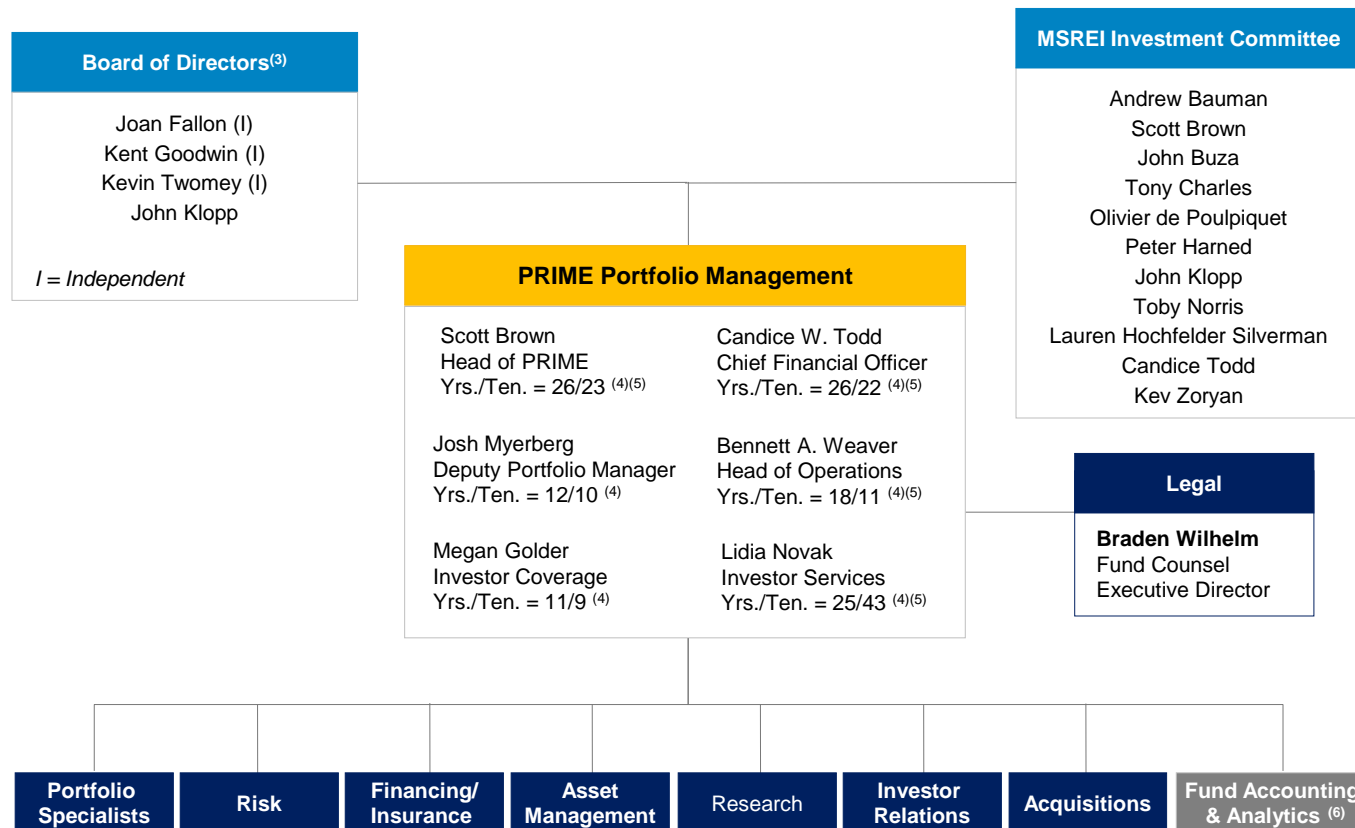 Board of Directors(3)
Joan Fallon (I)
Kent Goodwin (I)
Kevin Twomey (I)
John Klopp
I = Independent
MSREI Investment Committee
Andrew Bauman
Scott Brown
John Buza
Tony Charles
Olivier de Poulpiquet
Peter Harned
John Klopp
Toby Norris
Lauren Hochfelder Silverman
Candice Todd
Kev Zoryan
PRIME Portfolio Management
Scott Brown
Head of PRIME
Yrs./Ten. = 26/23 (4)(5)
Candice W. Todd
Chief Financial Officer
Yrs./Ten. = 26/22 (4)(5)
Josh Myerberg
Deputy Portfolio Manager
Yrs./Ten. = 12/10 (4)
Bennett A. Weaver
Head of Operations
Yrs./Ten. = 18/11 (4)(5)
Megan Golder
Investor Coverage
Yrs./Ten. = 11/9 (4)
Lidia Novak
Investor Services
Yrs./Ten. = 25/43 (4)(5)
Legal
Braden Wilhelm
Fund Counsel
Executive Director
Portfolio
Specialists
Risk
Financing/
Insurance
Asset
Management
Research
Investor
Relations
Acquisitions
Fund Accounting
& Analytics (6)